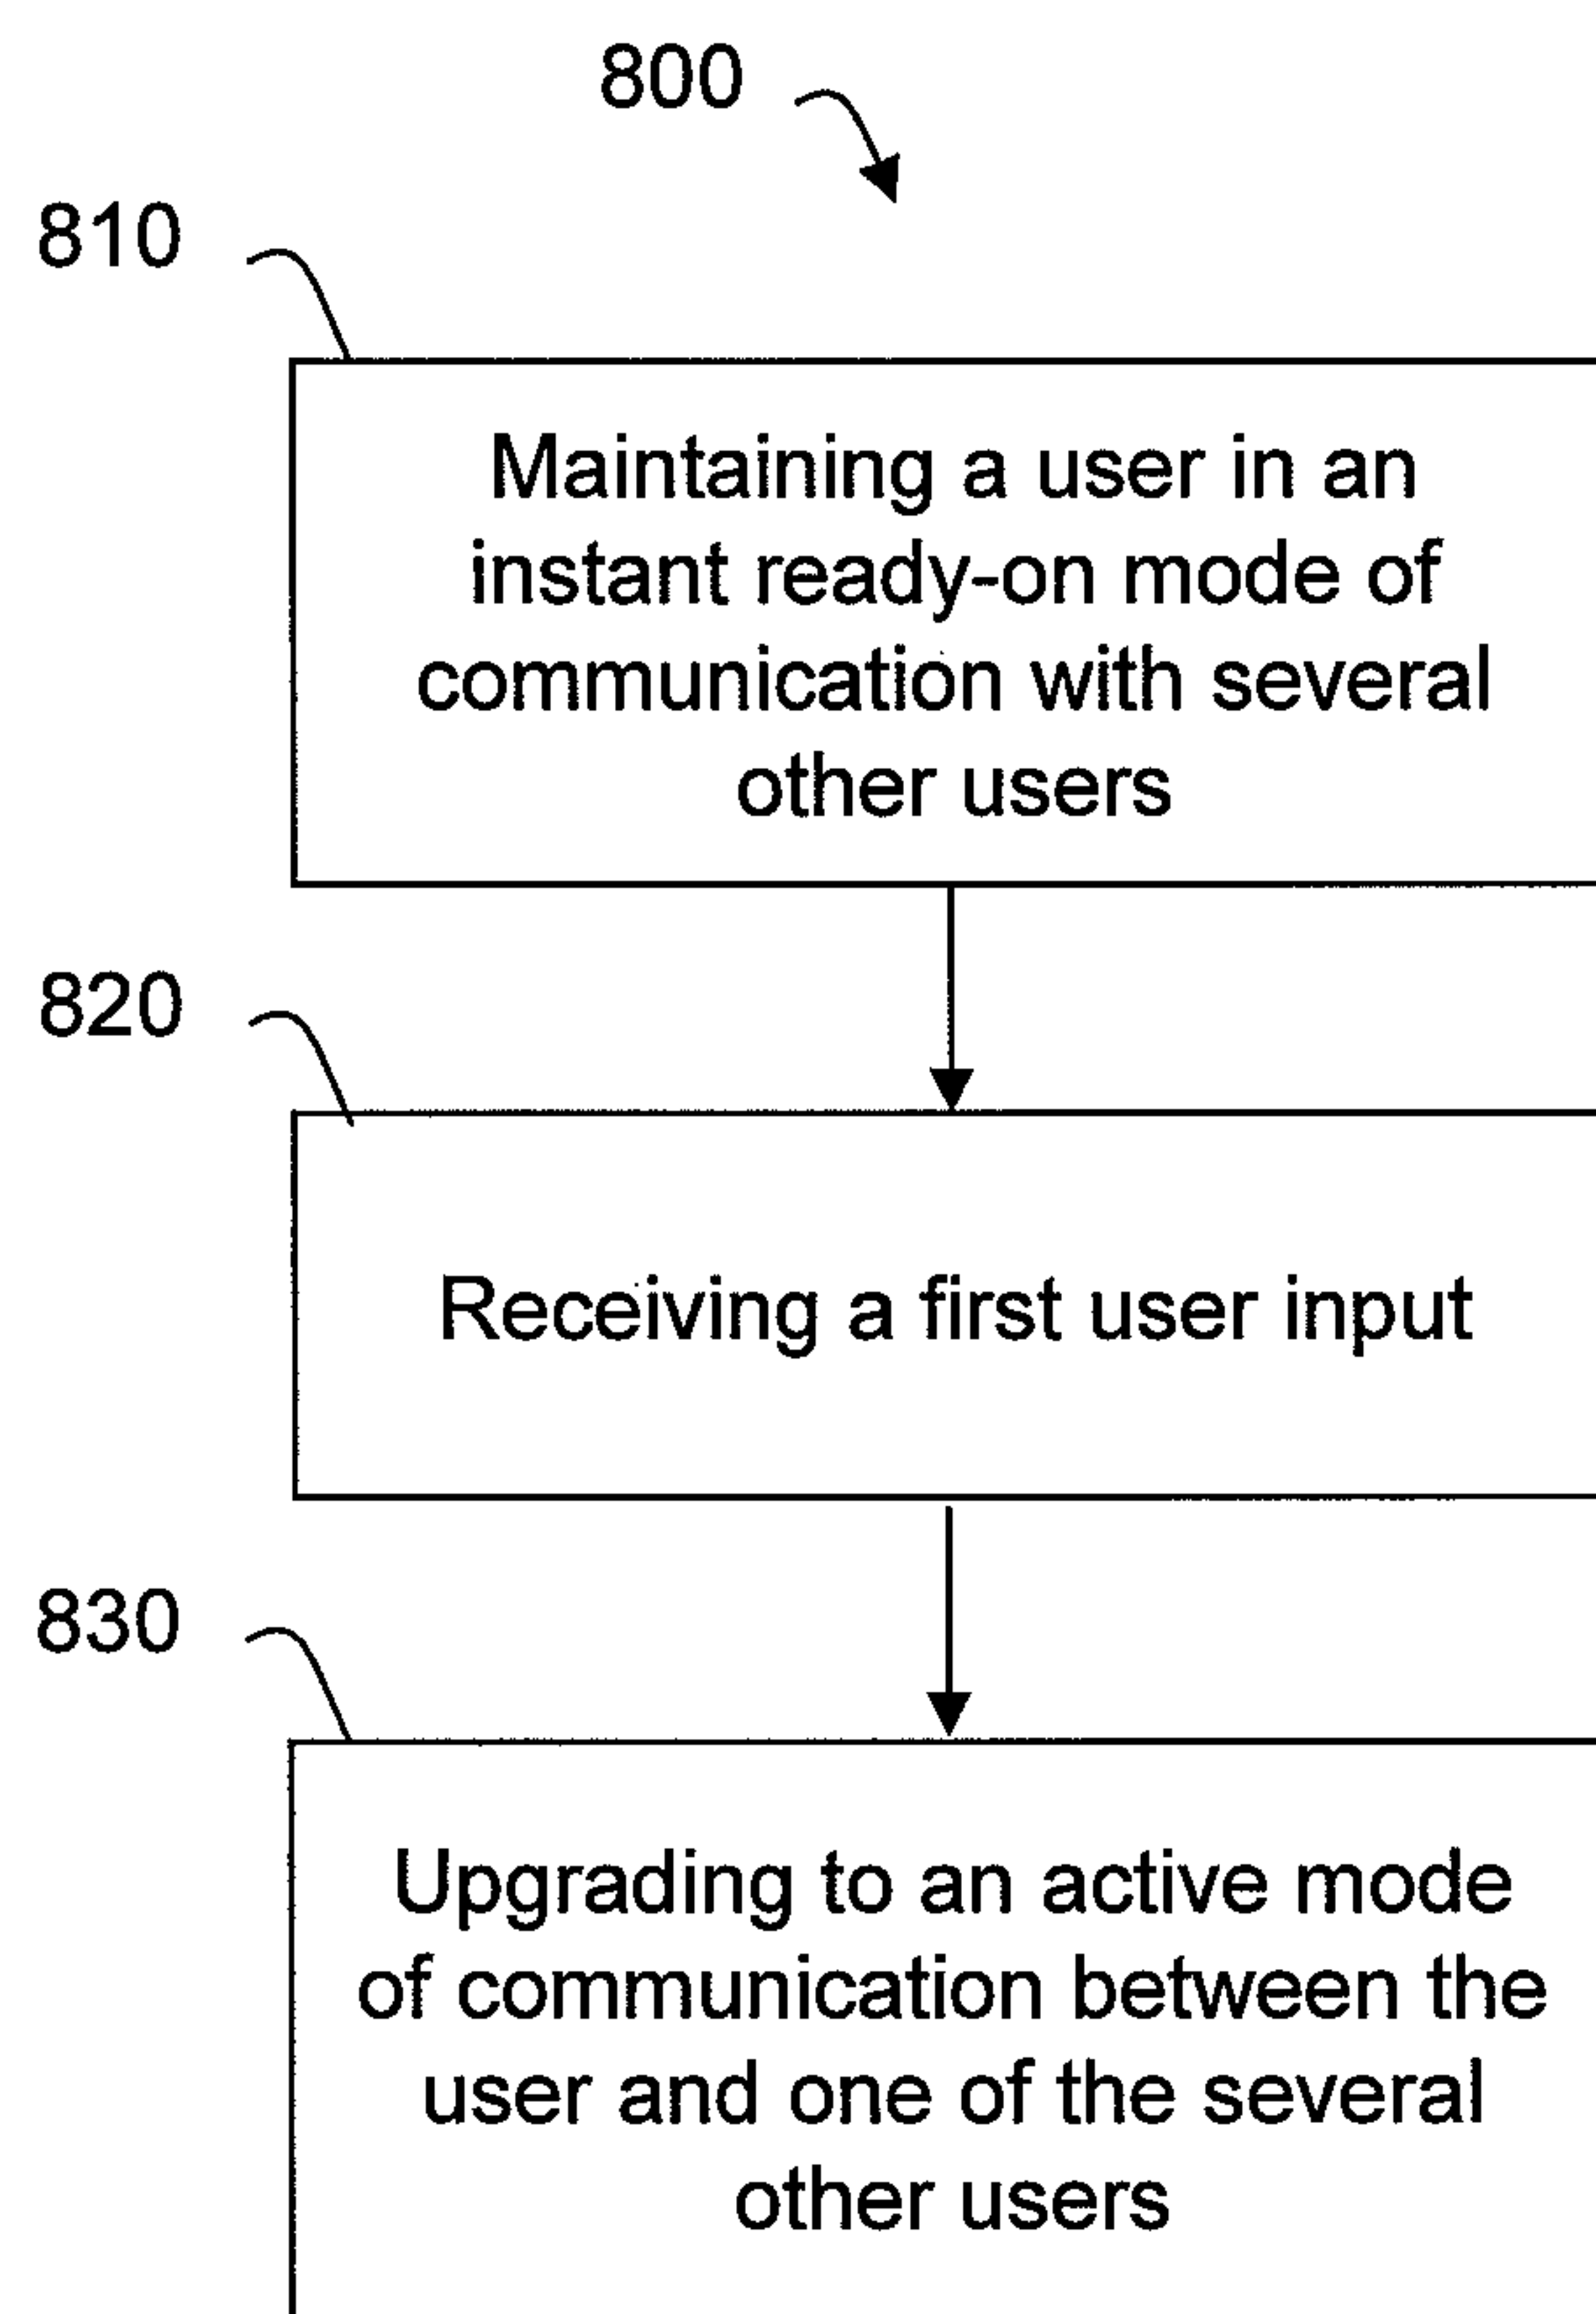 800
810
Maintaining a user in an
instant ready-on mode of
communication with several
other users
820
Receiving a first user input
830
Upgrading to an active mode
of communication between the
user and one of the several
other users